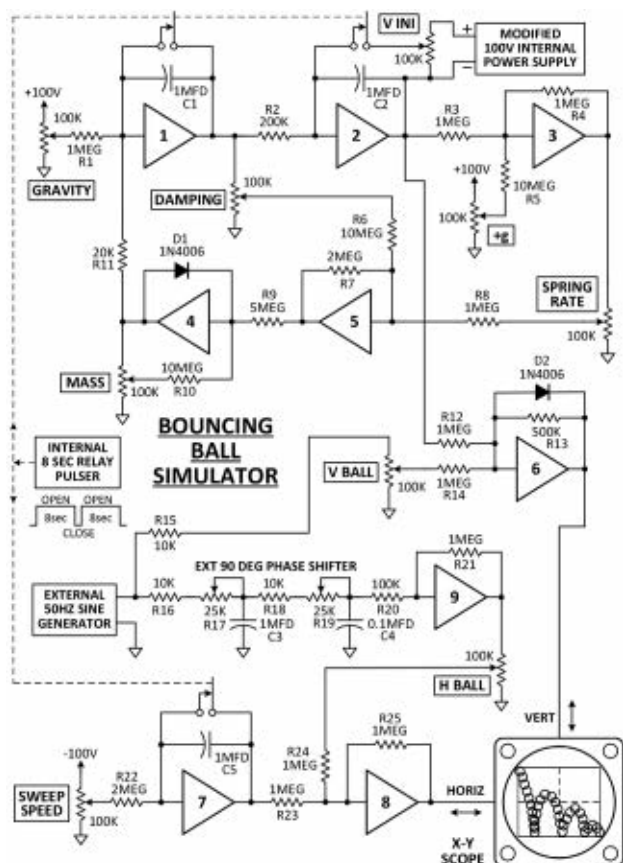 V INI
100K
+
−
MODIFIED
100V INTERNAL
POWER SUPPLY
1MFD
C1
1MFD
C2
+100V
100K
1MEG
R1
GRAVITY
1
R2
200K
2
R3
1MEG
1MEG
R4
3
100K
DAMPING
+100V
10MEG
R5
100K
+g
R6
10MEG
20K
R11
D1
1N4006
4
R9
5MEG
2MEG
R7
5
R8
1MEG
SPRING
RATE
100K
MASS
100K
10MEG
R10
D2
1N4006
500K
R13
R12
1MEG
6
1MEG
R14
BOUNCING
BALL
SIMULATOR
V BALL
100K
INTERNAL
8 SEC RELAY
PULSER
OPEN
OPEN
8sec
8sec
CLOSE
R15
10K
EXTERNAL
50HZ SINE
GENERATOR
EXT 90 DEG PHASE SHIFTER
10K
R16
25K
R17
1MFD
C3
10K
R18
25K
R19
0.1MFD
C4
100K
R20
1MEG
R21
9
100K
H BALL
VERT
-100V
SWEEP
SPEED
100K
R22
2MEG
1MFD
C5
7
1MEG
R23
R24
1MEG
R25
1MEG
8
HORIZ
X-Y
SCOPE